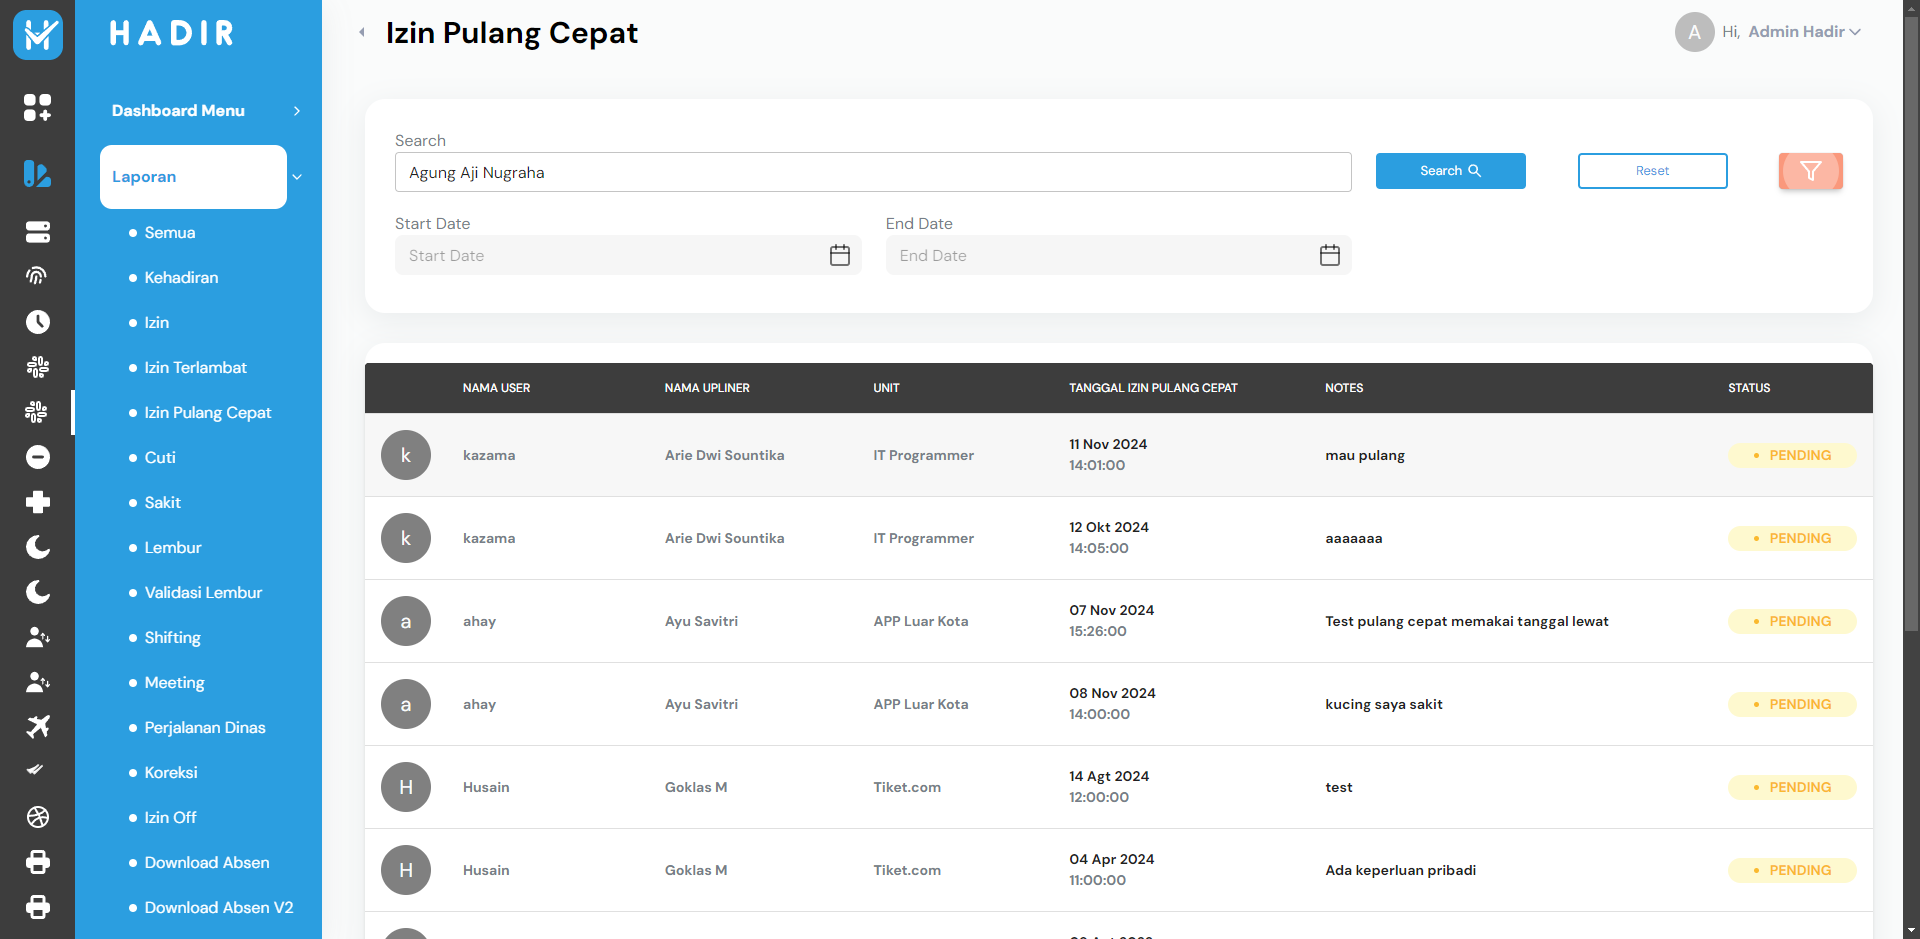 HADIR
Dashboard Menu
Laporan
Semua
Kehadiran
Izin
Izin Terlambat
Izin Pulang Cepat
Cuti
Sakit
Lembur
Validasi Lembur
Shifting
Meeting
Perjalanan Dinas
Koreksi
Izin Off
Download Absen
Download Absen V2
Izin Pulang Cepat
A Hi, Admin Hadir
Search
Agung Aji Nugraha
Search
Reset
Start Date
End Date
Start Date
End Date
NAMA USER NAMA UPLINER UNIT TANGGAL IZIN PULANG CEPAT NOTES STATUS
k kazama Arie Dwi Sountika IT Programmer 11 Nov 2024 mau pulang PENDING
14:01:00
k kazama Arie Dwi Sountika IT Programmer 12 Okt 2024 aaaaaaa PENDING
14:05:00
a ahay Ayu Savitri APP Luar Kota 07 Nov 2024 Test pulang cepat memakai tanggal lewat PENDING
15:26:00
a ahay Ayu Savitri APP Luar Kota 08 Nov 2024 kucing saya sakit PENDING
14:00:00
H Husain Goklas M Tiket.com 14 Agt 2024 test PENDING
12:00:00
H Husain Goklas M Tiket.com 04 Apr 2024 Ada keperluan pribadi PENDING
11:00:00